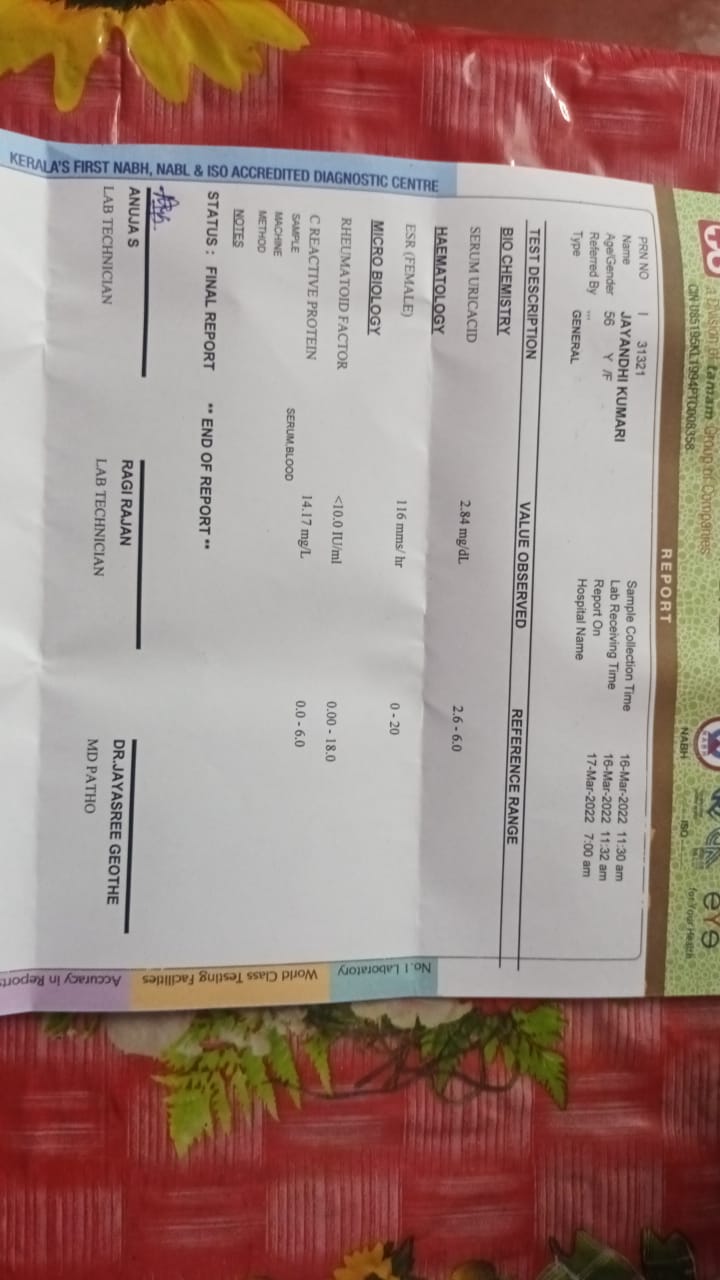 A Division of tamam Group of Companies
CIN U85195KL1994PTC008358
NABH
ISO
eYe
for Your Health
REPORT
PRN NO | 31321
Name JAYANDHI KUMARI
Age/Gender 56 Y /F
Referred By ...
Type GENERAL
Sample Collection Time 16-Mar-2022 11:30 am
Lab Receiving Time 16-Mar-2022 11:32 am
Report On 17-Mar-2022 7:00 am
Hospital Name
TEST DESCRIPTION VALUE OBSERVED REFERENCE RANGE
BIO CHEMISTRY
SERUM URICACID 2.84 mg/dL 2.6 - 6.0
HAEMATOLOGY
ESR (FEMALE) 116 mms/ hr 0 - 20
MICRO BIOLOGY
RHEUMATOID FACTOR <10.0 IU/ml 0.00 - 18.0
C REACTIVE PROTEIN 14.17 mg/L 0.0 - 6.0
SAMPLE SERUM,BLOOD
MACHINE
METHOD
NOTES
STATUS : FINAL REPORT ** END OF REPORT **
ANUJA S
LAB TECHNICIAN
RAGI RAJAN
LAB TECHNICIAN
DR.JAYASREE GEOTHE
MD PATHO
KERALA'S FIRST NABH, NABL & ISO ACCREDITED DIAGNOSTIC CENTRE
No.1 Laboratory
World Class Testing Facilities
Accuracy in Reports